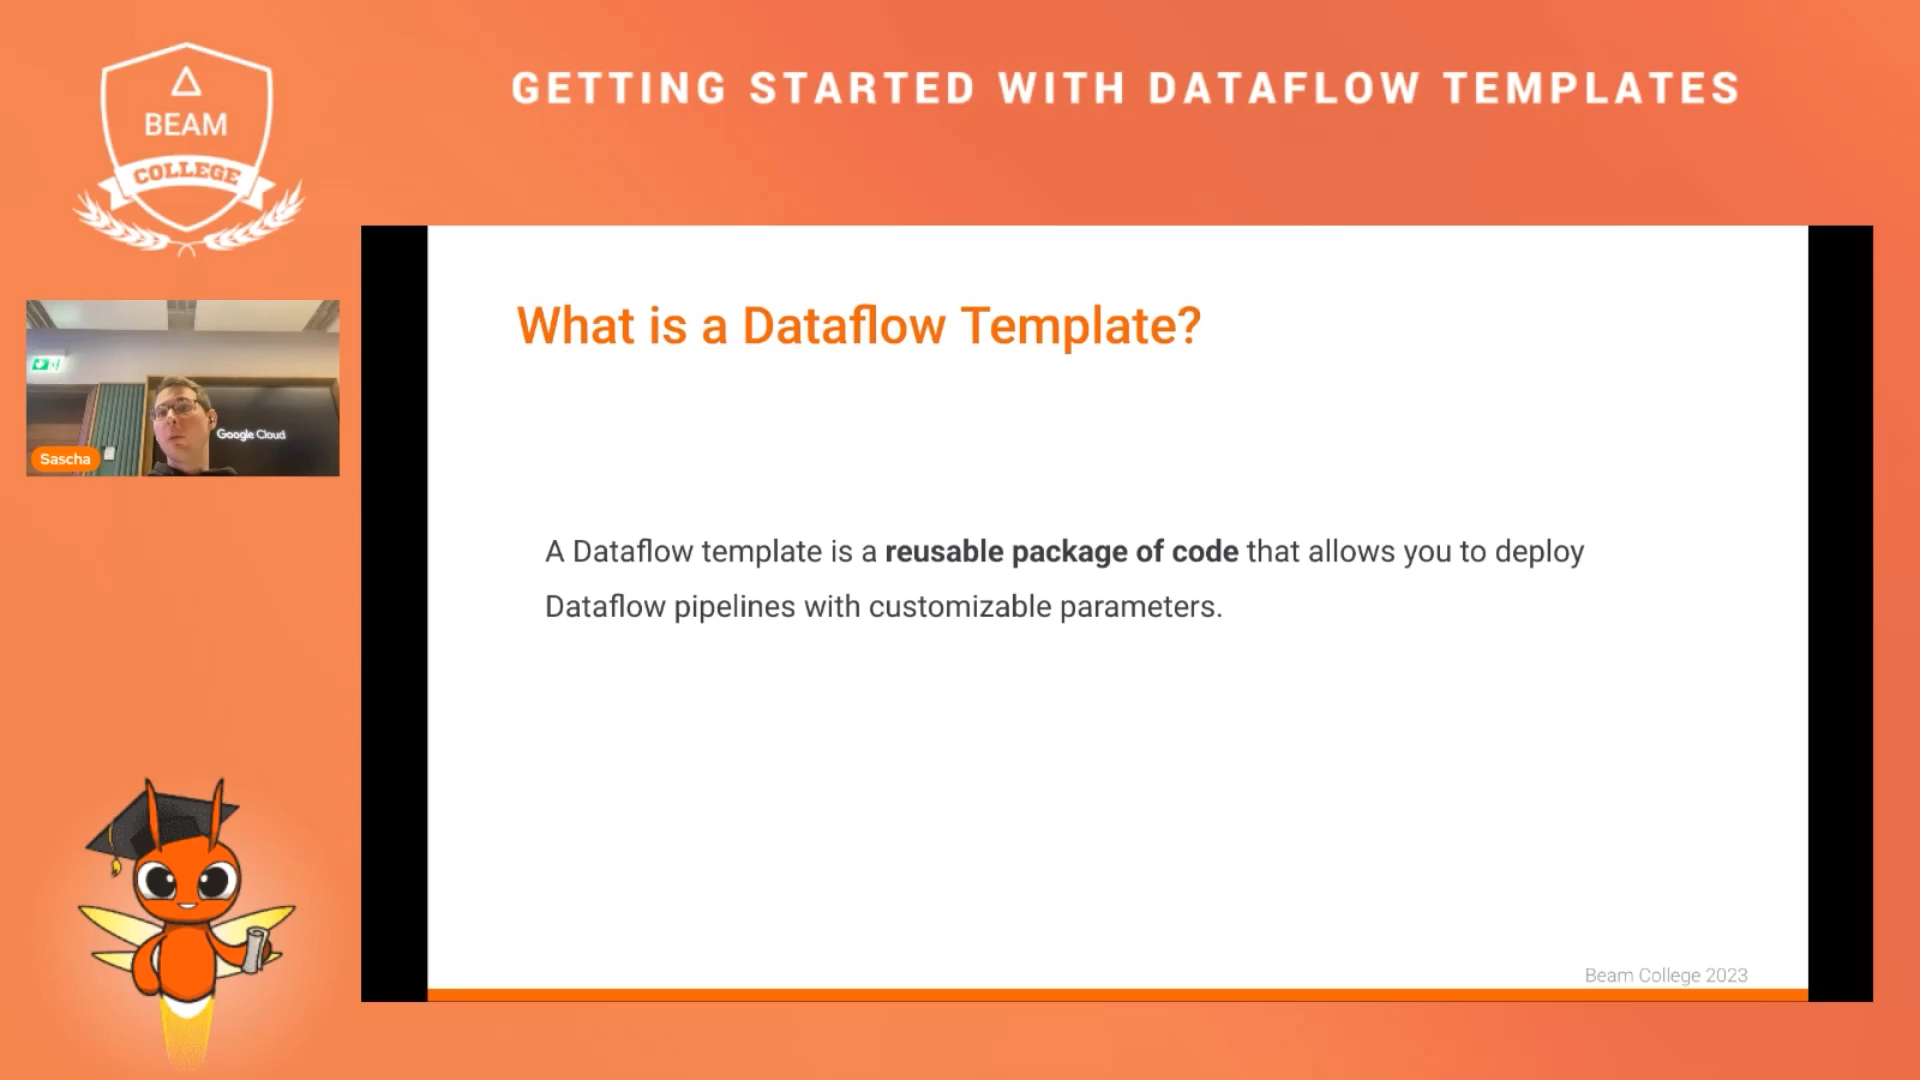 BEAM
COLLEGE
GETTING STARTED WITH DATAFLOW TEMPLATES
Google Cloud
Sascha
What is a Dataflow Template?
A Dataflow template is a reusable package of code that allows you to deploy
Dataflow pipelines with customizable parameters.
Beam College 2023